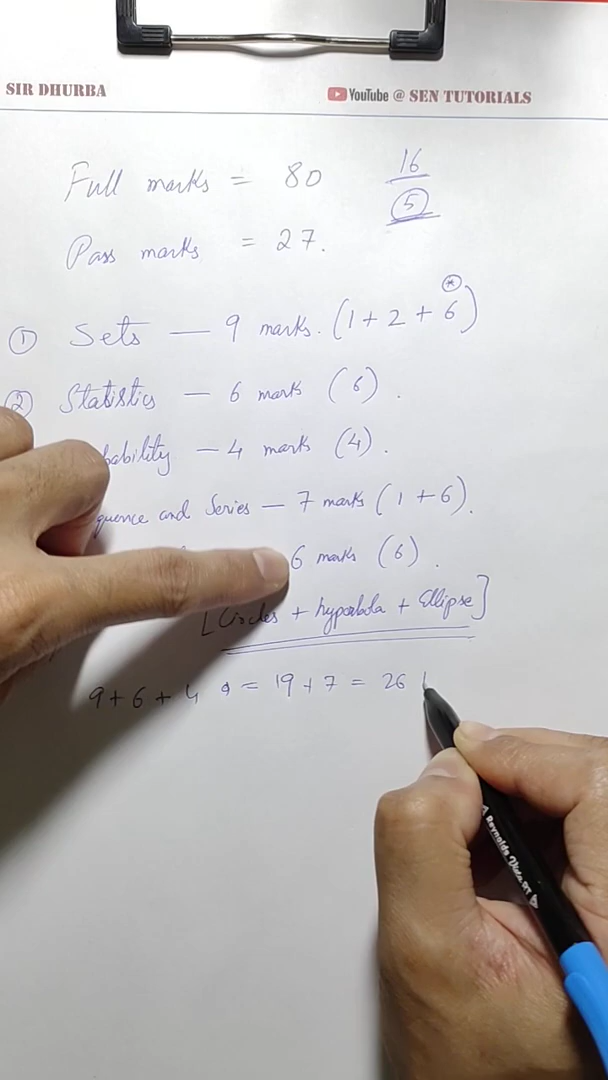 SIR DHURBA
YouTube @ SEN TUTORIALS
Full marks = 80
16
5
Pass marks = 27.
① Sets — 9 marks. (1 + 2 + 6)
② Statistics — 6 marks (6).
bability — 4 marks (4).
quence and Series — 7 marks (1 + 6).
6 marks (6).
[Circles + hyperbola + Ellipse]
9 + 6 + 4 = 19 + 7 = 26
Reynolds